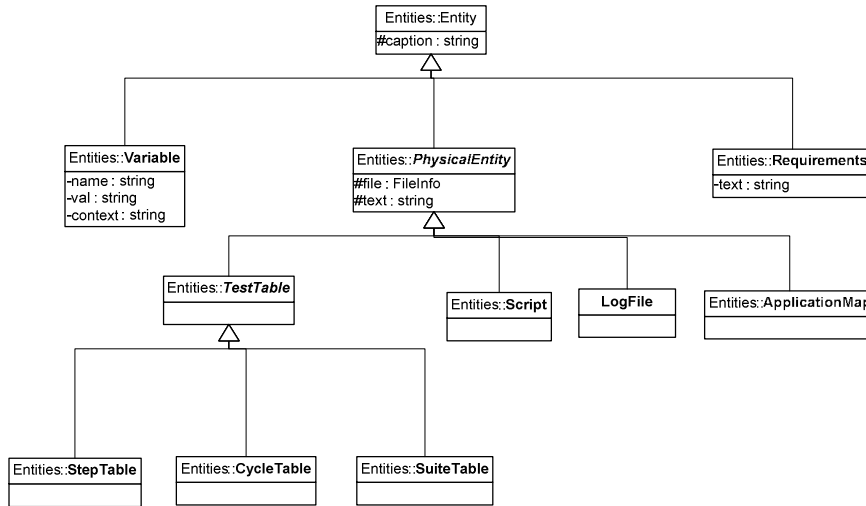 Entities::Entity
#caption : string
Entities::Variable
-name : string
-val : string
-context : string
Entities::PhysicalEntity
#file : FileInfo
#text : string
Entities::Requirements
-text : string
Entities::TestTable
Entities::Script
LogFile
Entities::ApplicationMap
Entities::StepTable
Entities::CycleTable
Entities::SuiteTable